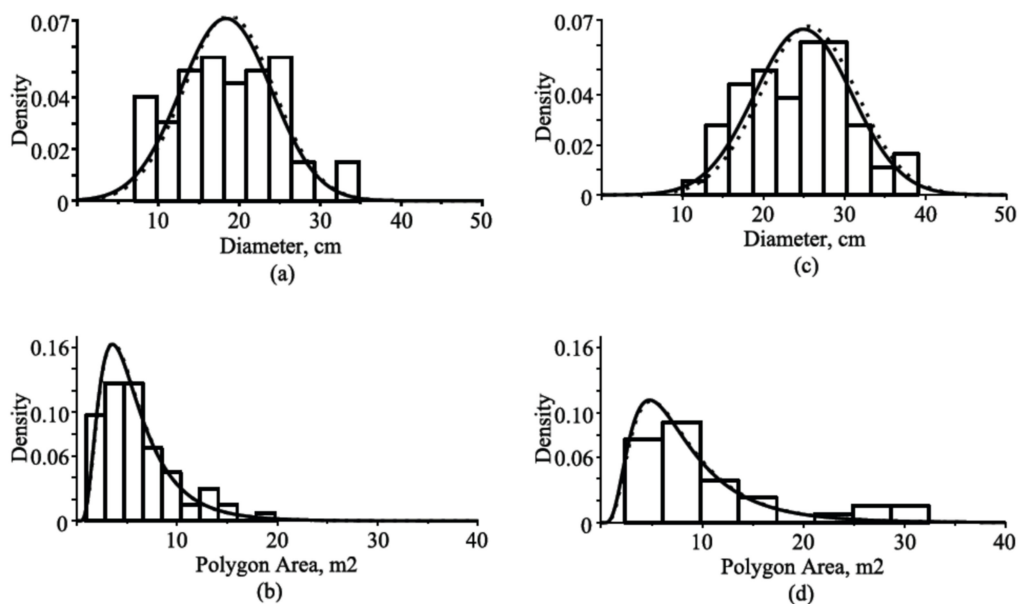 0.07
0.04
0.02
0
Density
10 20 30 40 50
Diameter, cm
(a)
0.07
0.04
0.02
0
Density
10 20 30 40 50
Diameter, cm
(c)
0.16
0.10
0.06
0
Density
10 20 30 40
Polygon Area, m2
(b)
0.16
0.10
0.06
0
Density
10 20 30 40
Polygon Area, m2
(d)